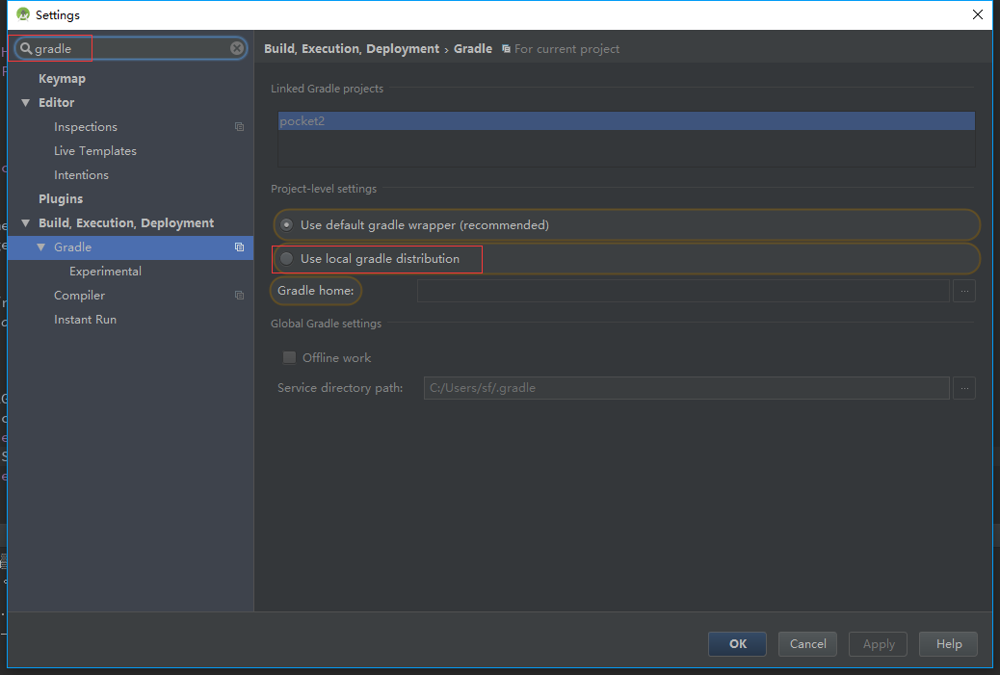 Settings
gradle
Keymap
Editor
Inspections
Live Templates
Intentions
Plugins
Build, Execution, Deployment
Gradle
Experimental
Compiler
Instant Run
Build, Execution, Deployment › Gradle For current project
Linked Gradle projects
pocket2
Project-level settings
Use default gradle wrapper (recommended)
Use local gradle distribution
Gradle home:
...
Global Gradle settings
Offline work
Service directory path: C:/Users/sf/.gradle ...
OK Cancel Apply Help